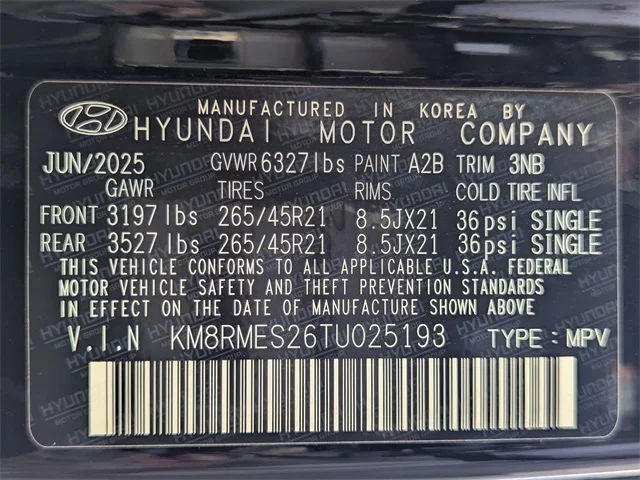 MANUFACTURED IN KOREA BY
HYUNDAI MOTOR COMPANY
JUN/2025 GVWR 6327lbs PAINT A2B TRIM 3NB
GAWR TIRES RIMS COLD TIRE INFL
FRONT 3197lbs 265/45R21 8.5JX21 36psi SINGLE
REAR 3527lbs 265/45R21 8.5JX21 36psi SINGLE
THIS VEHICLE CONFORMS TO ALL APPLICABLE U.S.A. FEDERAL
MOTOR VEHICLE SAFETY AND THEFT PREVENTION STANDARDS
IN EFFECT ON THE DATE OF MANUFACTURE SHOWN ABOVE
V.I.N KM8RMES26TU025193 TYPE: MPV